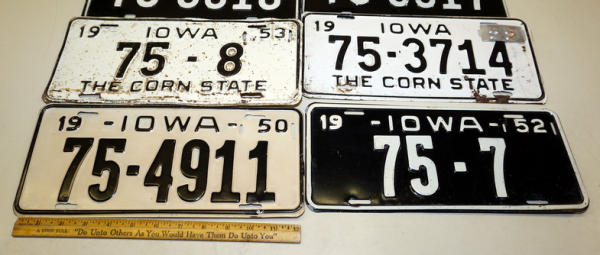 19 IOWA 53
75-8
THE CORN STATE
19 IOWA
75-3714
THE CORN STATE
19 -IOWA- 50
75-4911
19 -IOWA- 52
75-7
"Do Unto Others As You Would Have Them Do Unto You"